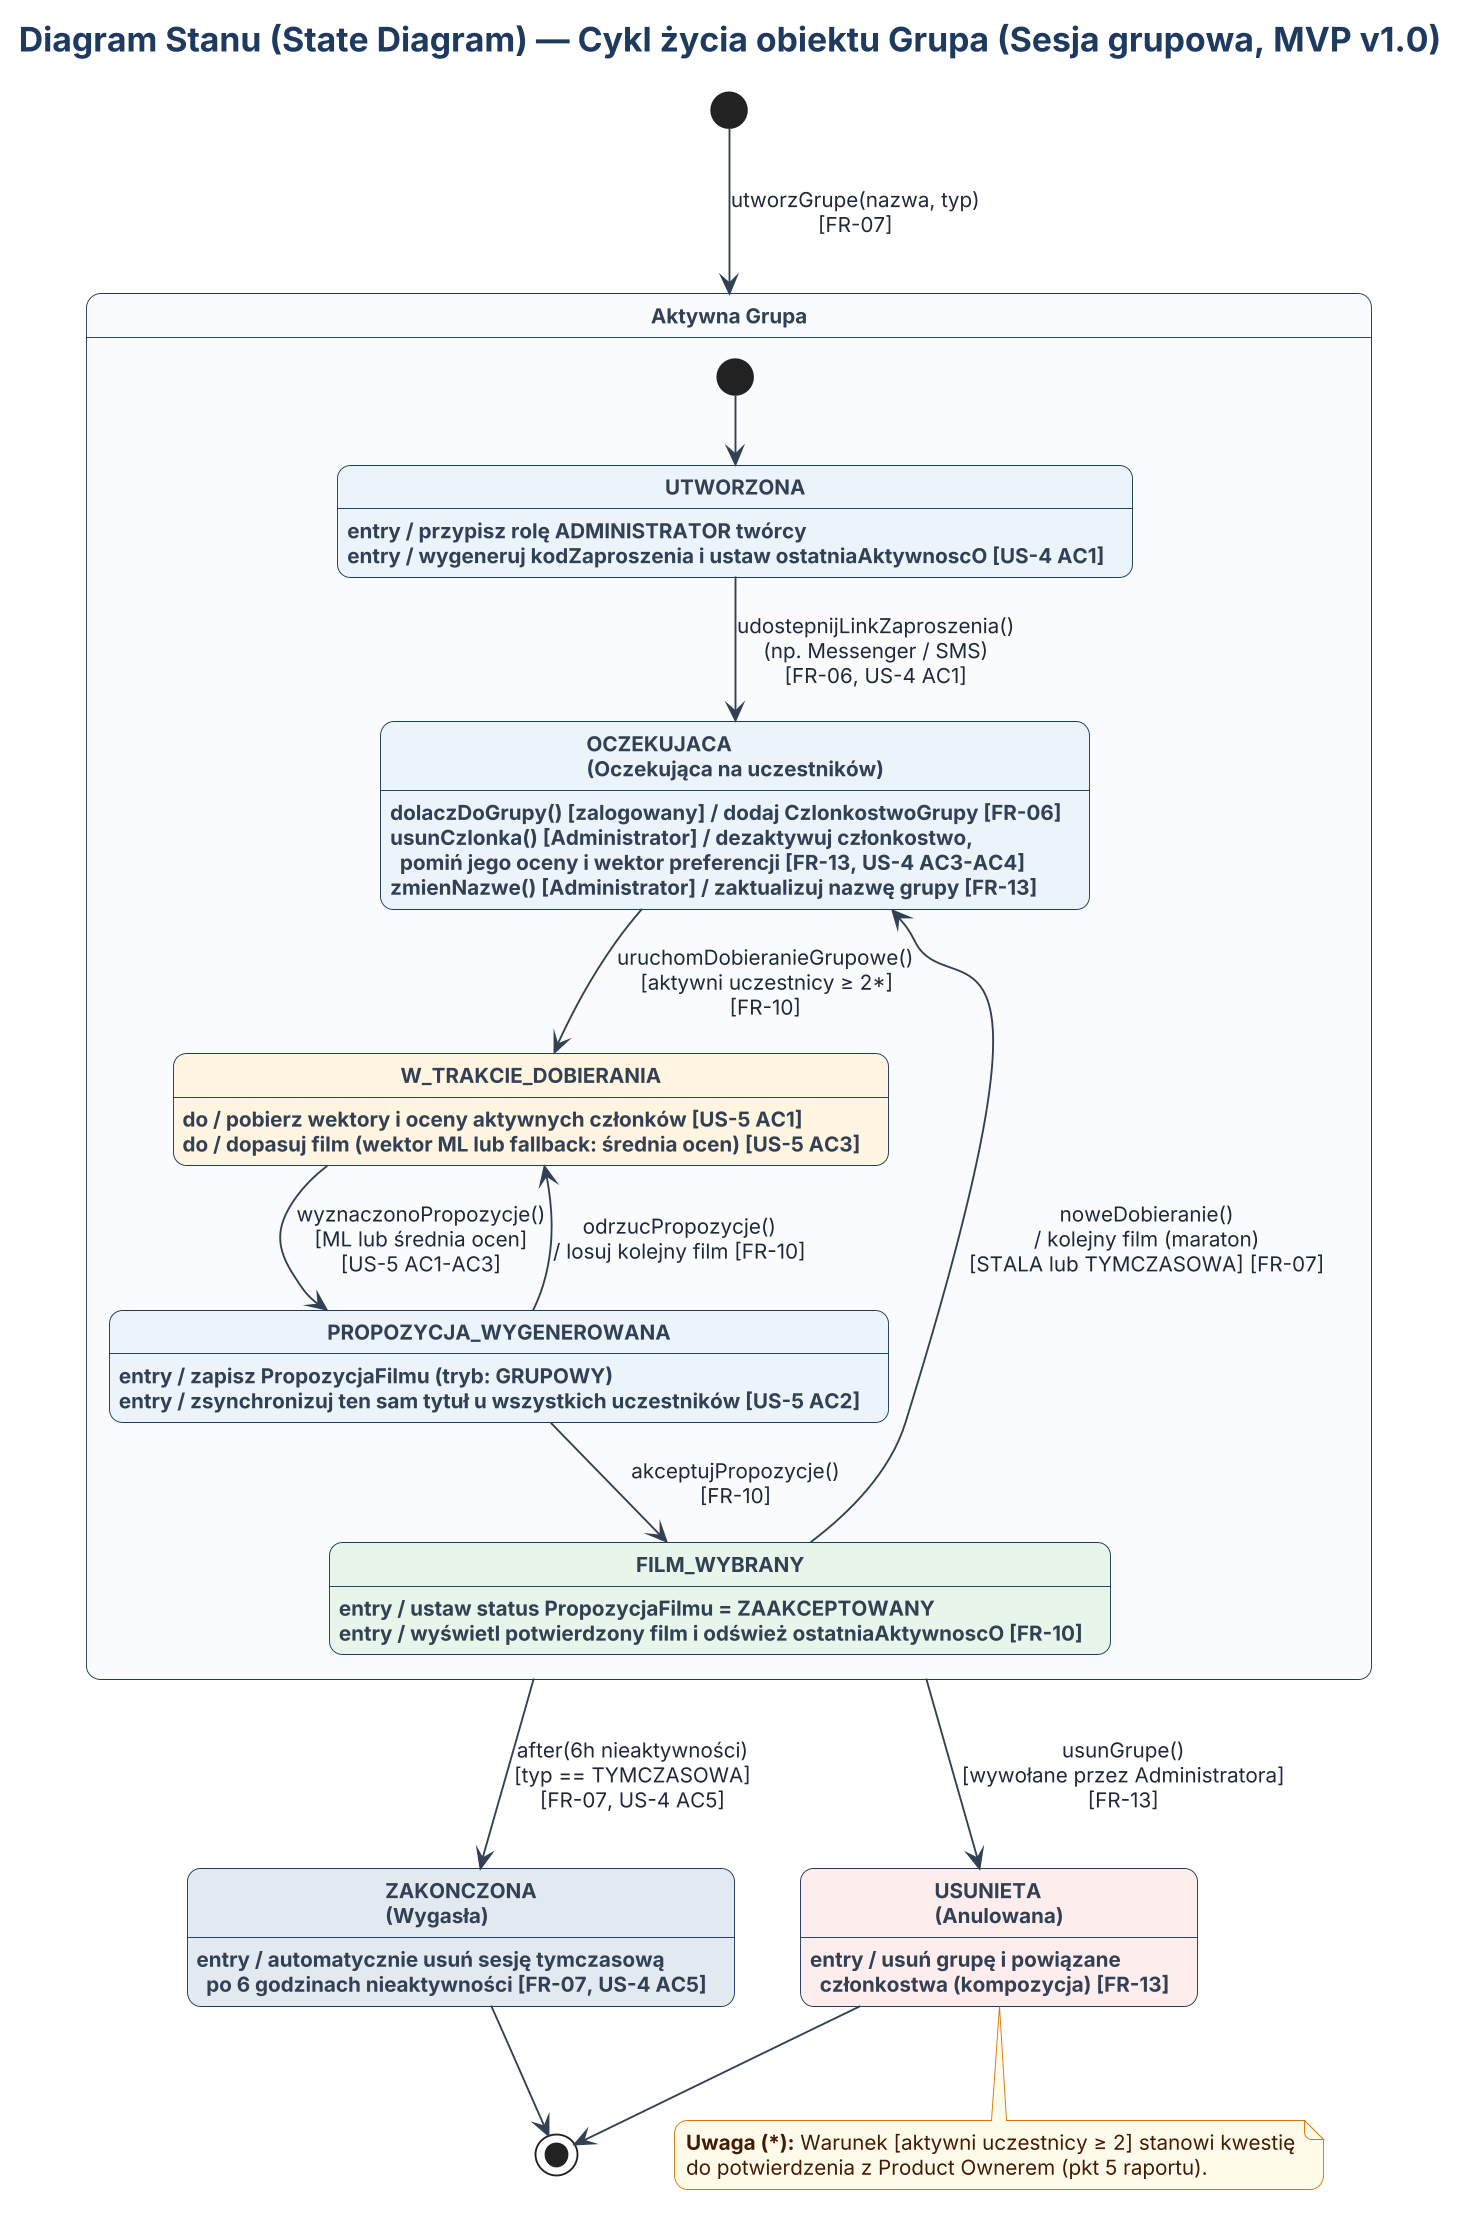 Diagram Stanu (State Diagram) — Cykl życia obiektu Grupa (Sesja grupowa, MVP v1.0)
utworzGrupe(nazwa, typ)
[FR-07]
Aktywna Grupa
UTWORZONA
entry / przypisz rolę ADMINISTRATOR twórcy
entry / wygeneruj kodZaproszenia i ustaw ostatniaAktywnoscO [US-4 AC1]
udostepnijLinkZaproszenia()
(np. Messenger / SMS)
[FR-06, US-4 AC1]
OCZEKUJACA
(Oczekująca na uczestników)
dolaczDoGrupy() [zalogowany] / dodaj CzlonkostwoGrupy [FR-06]
usunCzlonka() [Administrator] / dezaktywuj członkostwo,
pomiń jego oceny i wektor preferencji [FR-13, US-4 AC3-AC4]
zmienNazwe() [Administrator] / zaktualizuj nazwę grupy [FR-13]
uruchomDobieranieGrupowe()
[aktywni uczestnicy ≥ 2*]
[FR-10]
W_TRAKCIE_DOBIERANIA
do / pobierz wektory i oceny aktywnych członków [US-5 AC1]
do / dopasuj film (wektor ML lub fallback: średnia ocen) [US-5 AC3]
wyznaczonoPropozycje()
[ML lub średnia ocen]
[US-5 AC1-AC3]
odrzucPropozycje()
/ losuj kolejny film [FR-10]
noweDobieranie()
/ kolejny film (maraton)
[STALA lub TYMCZASOWA] [FR-07]
PROPOZYCJA_WYGENEROWANA
entry / zapisz PropozycjaFilmu (tryb: GRUPOWY)
entry / zsynchronizuj ten sam tytuł u wszystkich uczestników [US-5 AC2]
akceptujPropozycje()
[FR-10]
FILM_WYBRANY
entry / ustaw status PropozycjaFilmu = ZAAKCEPTOWANY
entry / wyświetl potwierdzony film i odśwież ostatniaAktywnoscO [FR-10]
after(6h nieaktywności)
[typ == TYMCZASOWA]
[FR-07, US-4 AC5]
usunGrupe()
[wywołane przez Administratora]
[FR-13]
ZAKONCZONA
(Wygasła)
entry / automatycznie usuń sesję tymczasową
po 6 godzinach nieaktywności [FR-07, US-4 AC5]
USUNIETA
(Anulowana)
entry / usuń grupę i powiązane
członkostwa (kompozycja) [FR-13]
Uwaga (*): Warunek [aktywni uczestnicy ≥ 2] stanowi kwestię
do potwierdzenia z Product Ownerem (pkt 5 raportu).